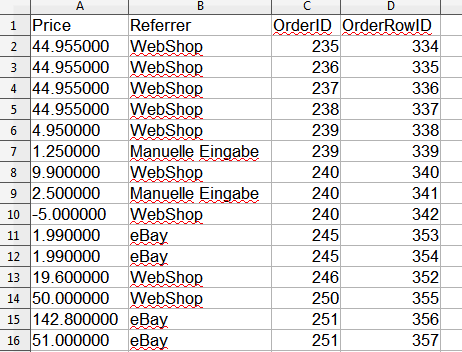 A B C D
1 Price Referrer OrderID OrderRowID
2 44.955000 WebShop 235 334
3 44.955000 WebShop 236 335
4 44.955000 WebShop 237 336
5 44.955000 WebShop 238 337
6 4.950000 WebShop 239 338
7 1.250000 Manuelle Eingabe 239 339
8 9.900000 WebShop 240 340
9 2.500000 Manuelle Eingabe 240 341
10 -5.000000 WebShop 240 342
11 1.990000 eBay 245 353
12 1.990000 eBay 245 354
13 19.600000 WebShop 246 352
14 50.000000 WebShop 250 355
15 142.800000 eBay 251 356
16 51.000000 eBay 251 357